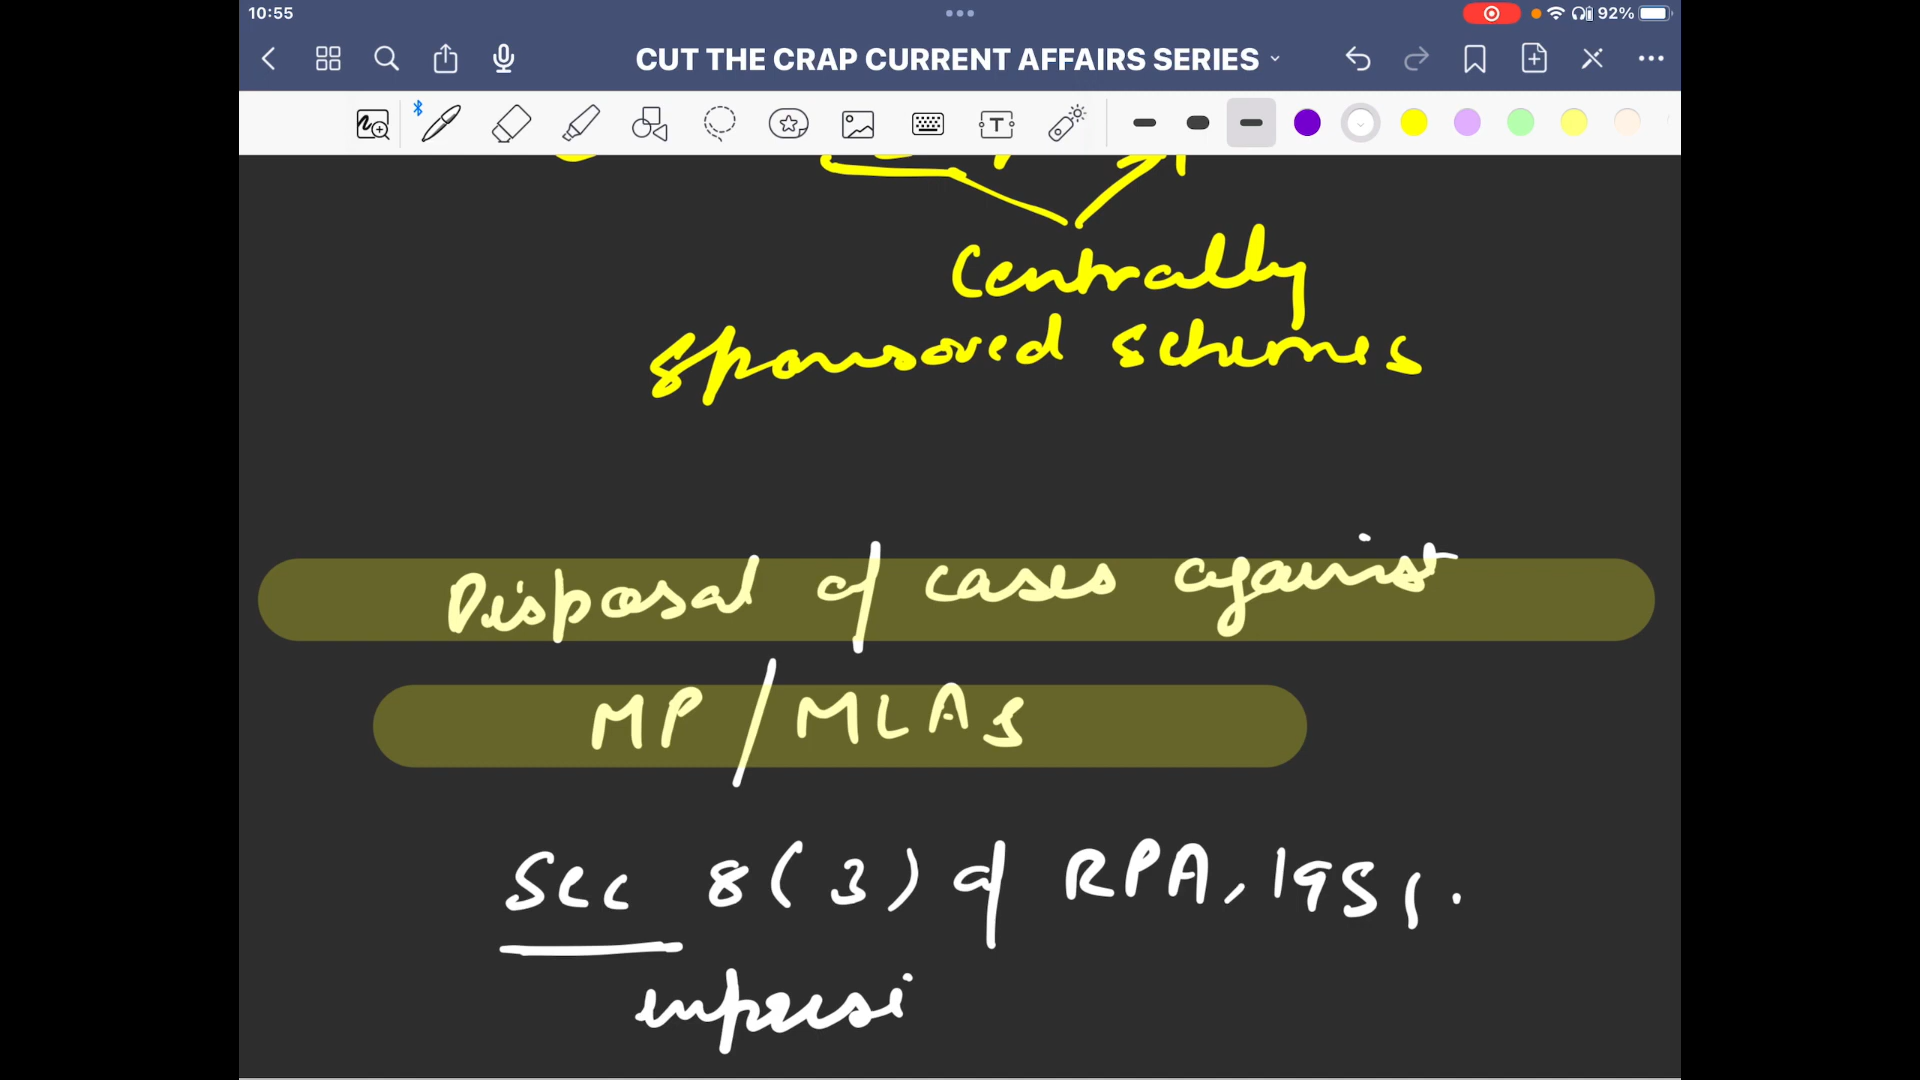 10:55
92%
CUT THE CRAP CURRENT AFFAIRS SERIES
Centrally
sponsored schemes
Disposal of cases against
MP/MLAs
Sec 8(3) of RPA, 1951.